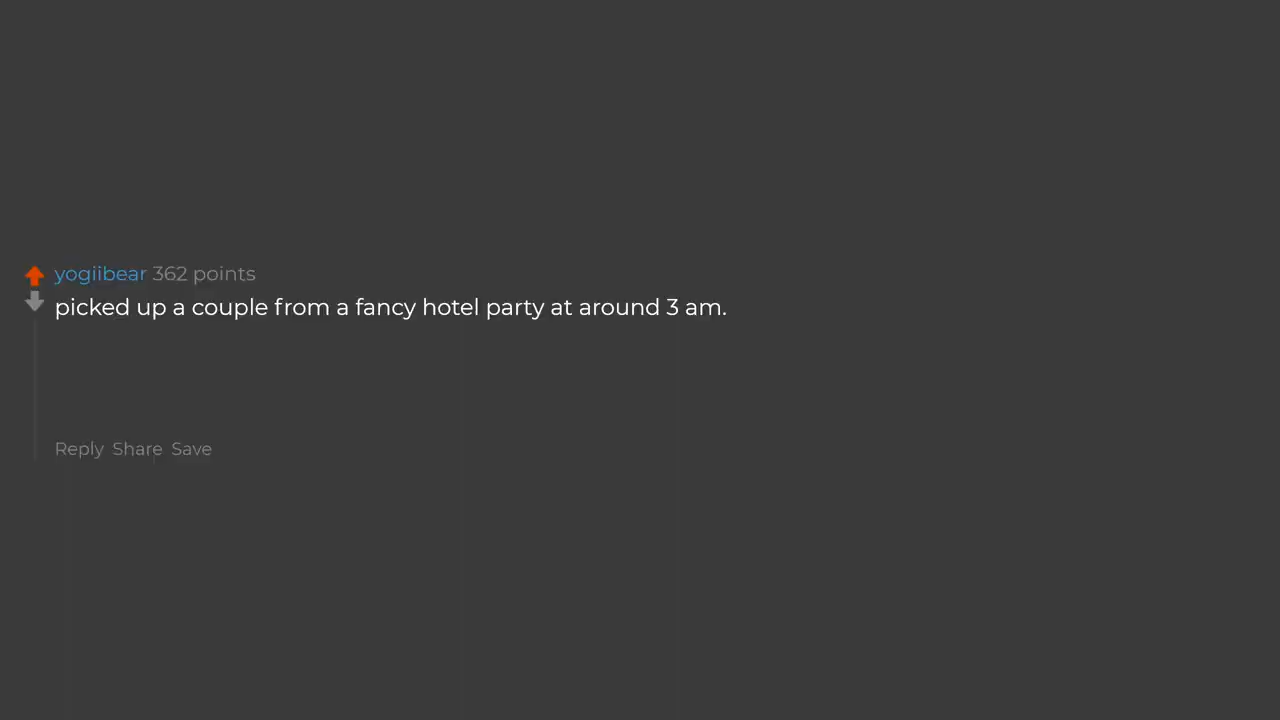 yogiibear 362 points
picked up a couple from a fancy hotel party at around 3 am.
Reply Share Save